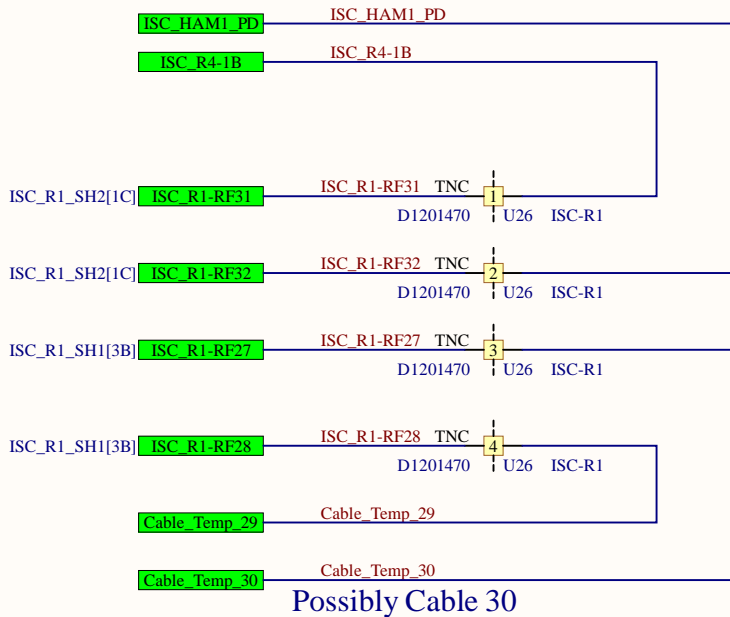 ISC_HAM1_PD ISC_HAM1_PD
ISC_R4-1B ISC_R4-1B
ISC_R1_SH2[1C] ISC_R1-RF31 ISC_R1-RF31 TNC 1
D1201470 U26 ISC-R1
ISC_R1_SH2[1C] ISC_R1-RF32 ISC_R1-RF32 TNC 2
D1201470 U26 ISC-R1
ISC_R1_SH1[3B] ISC_R1-RF27 ISC_R1-RF27 TNC 3
D1201470 U26 ISC-R1
ISC_R1_SH1[3B] ISC_R1-RF28 ISC_R1-RF28 TNC 4
D1201470 U26 ISC-R1
Cable_Temp_29 Cable_Temp_29
Cable_Temp_30 Cable_Temp_30
Possibly Cable 30